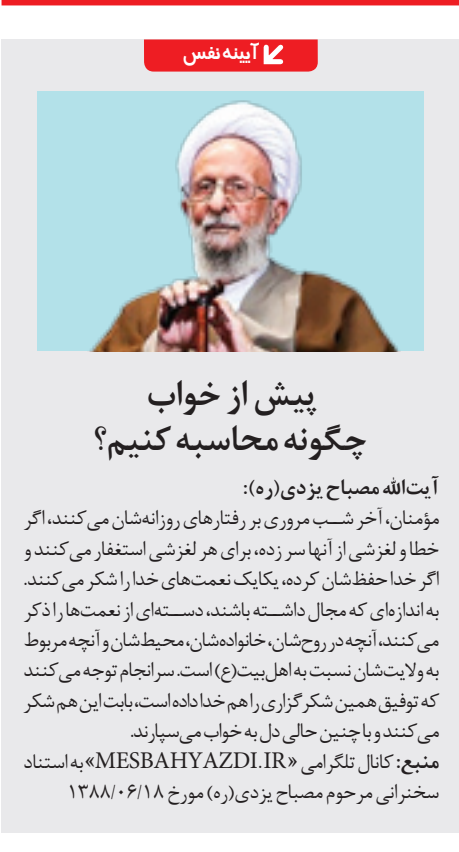 آیینه نفس
پیش از خواب
چگونه محاسبه کنیم؟
آیت‌الله مصباح یزدی(ره):
مؤمنان، آخر شــب مروری بر رفتارهای روزانه‌شان می‌کنند، اگر
خطا و لغزشی از آنها سر زده، برای هر لغزشی استغفار می‌کنند و
اگر خدا حفظ‌شان کرده، یکایک نعمت‌های خدا را شکر می‌کنند.
به اندازه‌ای که مجال داشــته باشند، دســته‌ای از نعمت‌ها را ذکر
می‌کنند، آنچه در روح‌شان، خانواده‌شان، محیط‌شان و آنچه مربوط
به ولایت‌شان نسبت به اهل‌بیت(ع) است. سرانجام توجه می‌کنند
که توفیق همین شکرگزاری را هم خدا داده است، بابت این هم شکر
می‌کنند و با چنین حالی دل به خواب می‌سپارند.
منبع: کانال تلگرامی «MESBAHYAZDI.IR» به استناد
سخنرانی مرحوم مصباح یزدی(ره) مورخ ۱۳۸۸/۰۶/۱۸